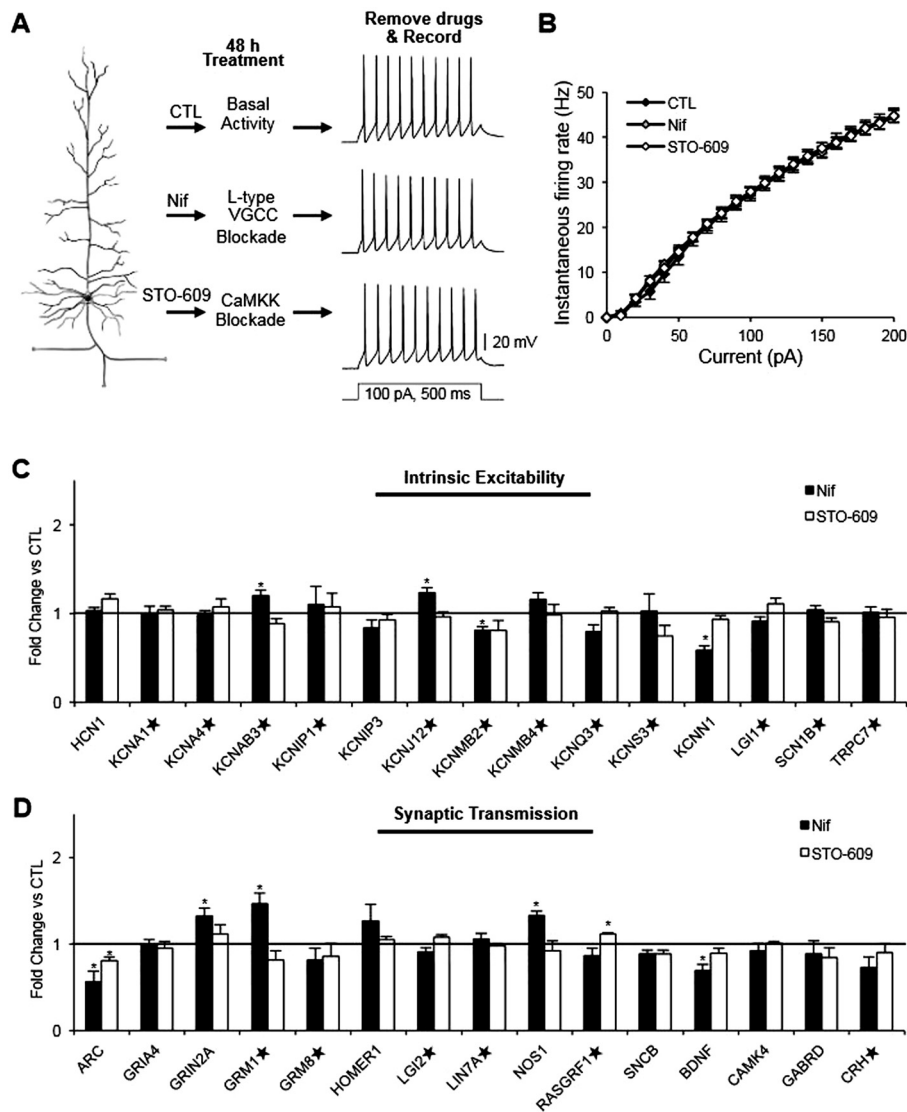 A
48 h
Treatment
Remove drugs
& Record
CTL
Basal
Activity
Nif
L-type
VGCC
Blockade
STO-609
CaMKK
Blockade
20 mV
100 pA, 500 ms
B
Instantaneous firing rate (Hz)
50
40
30
20
10
0
CTL
Nif
STO-609
0 50 100 150 200
Current (pA)
C
Intrinsic Excitability
Nif
STO-609
Fold Change vs CTL
2
1
0
* * * *
HCN1 KCNA1★ KCNA4★ KCNAB3★ KCNIP1★ KCNIP3 KCNJ12★ KCNMB2★ KCNMB4★ KCNQ3★ KCNS3★ KCNN1 LGI1★ SCN1B★ TRPC7★
D
Synaptic Transmission
Nif
STO-609
Fold Change vs CTL
2
1
0
* * * * * * *
ARC GRIA4 GRIN2A GRM1★ GRM8★ HOMER1 LGI2★ LIN7A★ NOS1 RASGRF1★ SNCB BDNF CAMK4 GABRD CRH★